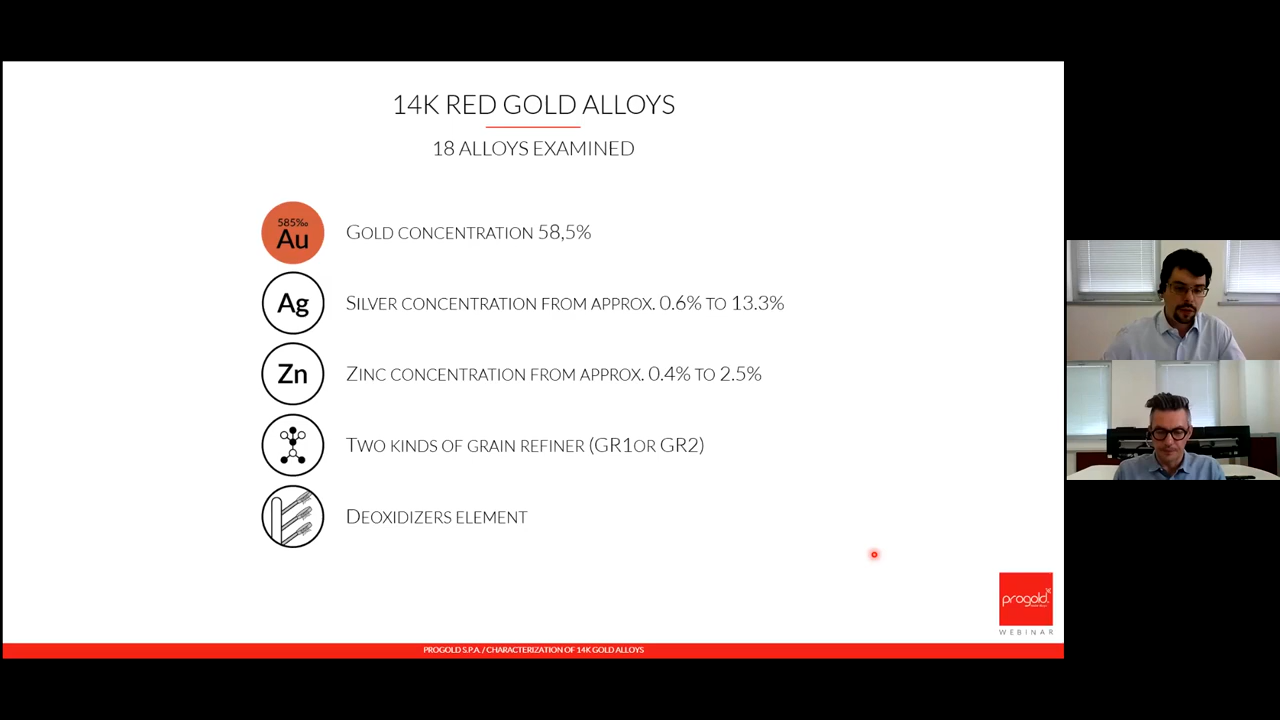 14K RED GOLD ALLOYS
18 ALLOYS EXAMINED
585‰
Au
GOLD CONCENTRATION 58,5%
Ag
SILVER CONCENTRATION FROM APPROX. 0.6% TO 13.3%
Zn
ZINC CONCENTRATION FROM APPROX. 0.4% TO 2.5%
TWO KINDS OF GRAIN REFINER (GR1OR GR2)
DEOXIDIZERS ELEMENT
progold
WEBINAR
PROGOLD S.P.A. / CHARACTERIZATION OF 14K GOLD ALLOYS